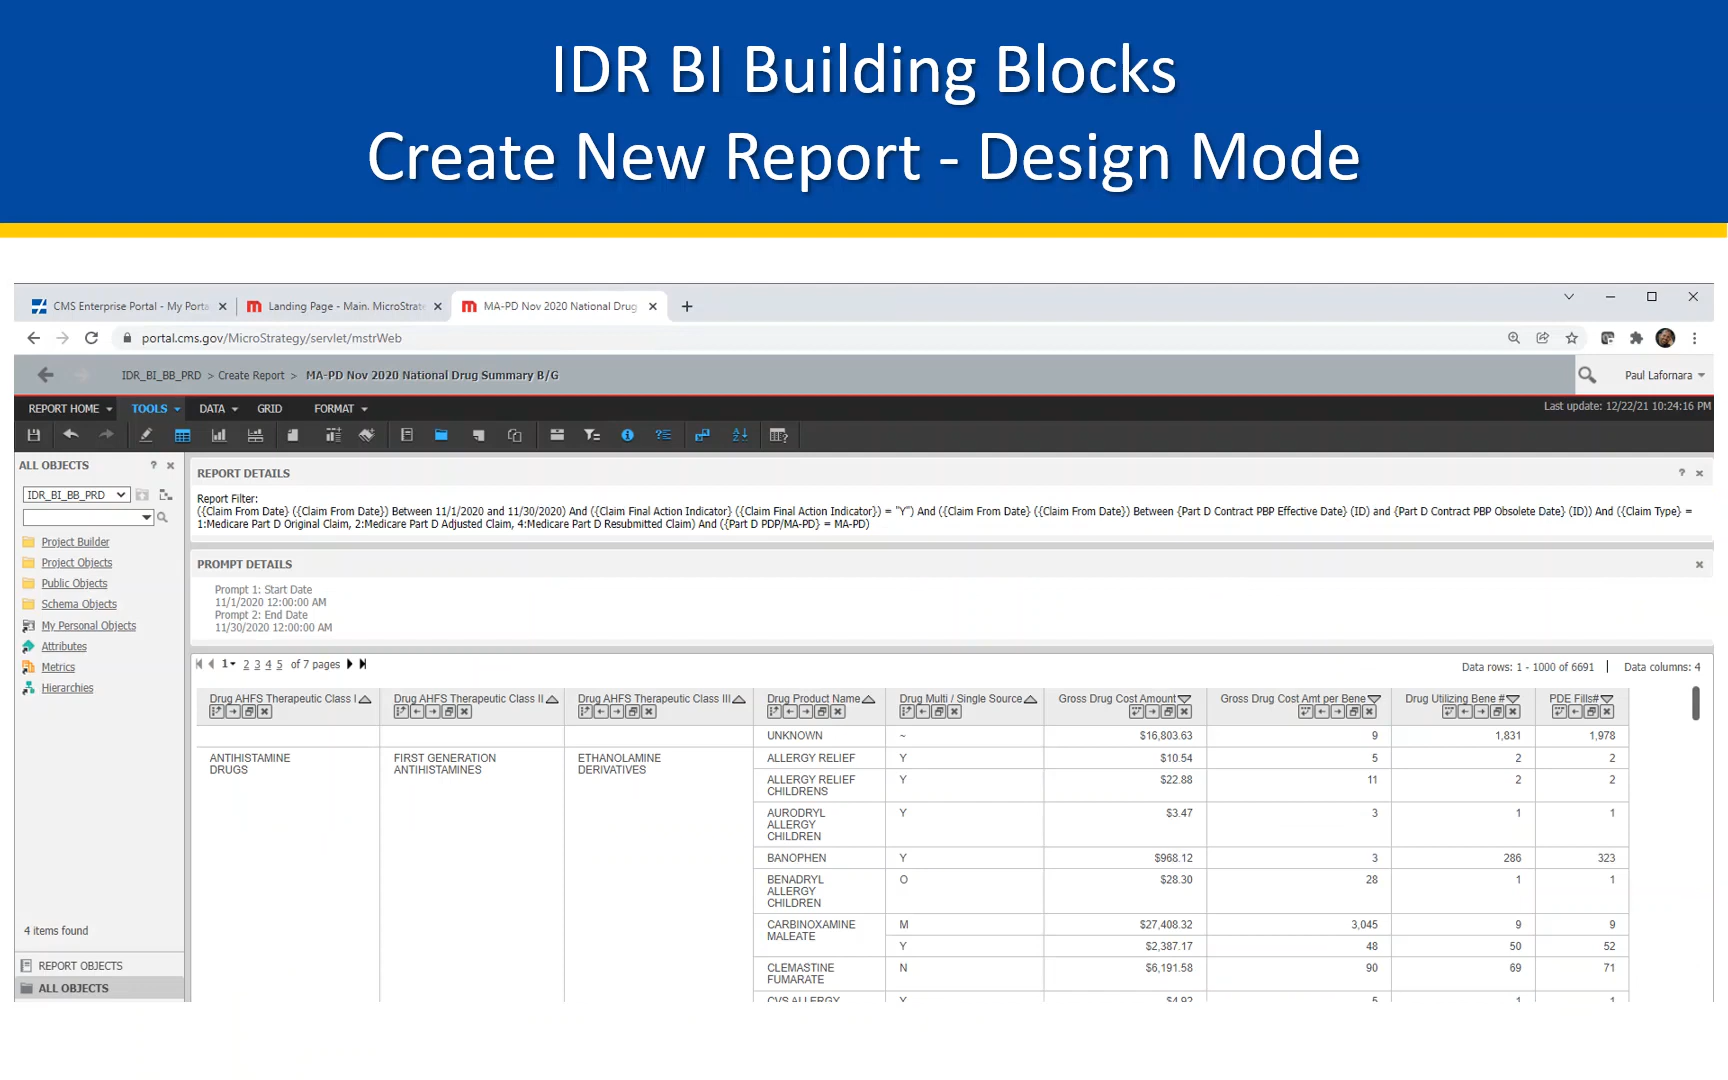 IDR BI Building Blocks
Create New Report - Design Mode
CMS Enterprise Portal - My Porta
Landing Page - Main. MicroStrate
MA-PD Nov 2020 National Drug
portal.cms.gov/MicroStrategy/servlet/mstrWeb
IDR_BI_BB_PRD > Create Report > MA-PD Nov 2020 National Drug Summary B/G
Paul Lafornara
REPORT HOME TOOLS DATA GRID FORMAT
Last update: 12/22/21 10:24:16 PM
ALL OBJECTS
IDR_BI_BB_PRD
Project Builder
Project Objects
Public Objects
Schema Objects
My Personal Objects
Attributes
Metrics
Hierarchies
4 items found
REPORT OBJECTS
ALL OBJECTS
REPORT DETAILS
Report Filter:
({Claim From Date} ({Claim From Date}) Between 11/1/2020 and 11/30/2020) And ({Claim Final Action Indicator} ({Claim Final Action Indicator}) = "Y") And ({Claim From Date} ({Claim From Date}) Between {Part D Contract PBP Effective Date} (ID) and {Part D Contract PBP Obsolete Date} (ID)) And ({Claim Type} =
1:Medicare Part D Original Claim, 2:Medicare Part D Adjusted Claim, 4:Medicare Part D Resubmitted Claim) And ({Part D PDP/MA-PD} = MA-PD)
PROMPT DETAILS
Prompt 1: Start Date
11/1/2020 12:00:00 AM
Prompt 2: End Date
11/30/2020 12:00:00 AM
1 2 3 4 5 of 7 pages
Data rows: 1 - 1000 of 6691 | Data columns: 4
Drug AHFS Therapeutic Class I Drug AHFS Therapeutic Class II Drug AHFS Therapeutic Class III Drug Product Name Drug Multi / Single Source Gross Drug Cost Amount Gross Drug Cost Amt per Bene Drug Utilizing Bene # PDE Fills#
UNKNOWN ~ $16,803.63 9 1,831 1,978
ANTIHISTAMINE FIRST GENERATION ETHANOLAMINE ALLERGY RELIEF Y $10.54 5 2 2
DRUGS ANTIHISTAMINES DERIVATIVES
ALLERGY RELIEF Y $22.88 11 2 2
CHILDRENS
AURODRYL Y $3.47 3 1 1
ALLERGY
CHILDREN
BANOPHEN Y $968.12 3 286 323
BENADRYL O $28.30 28 1 1
ALLERGY
CHILDREN
CARBINOXAMINE M $27,408.32 3,045 9 9
MALEATE
Y $2,387.17 48 50 52
CLEMASTINE N $6,191.58 90 69 71
FUMARATE
CVS ALLERGY Y $4.92 5 1 1